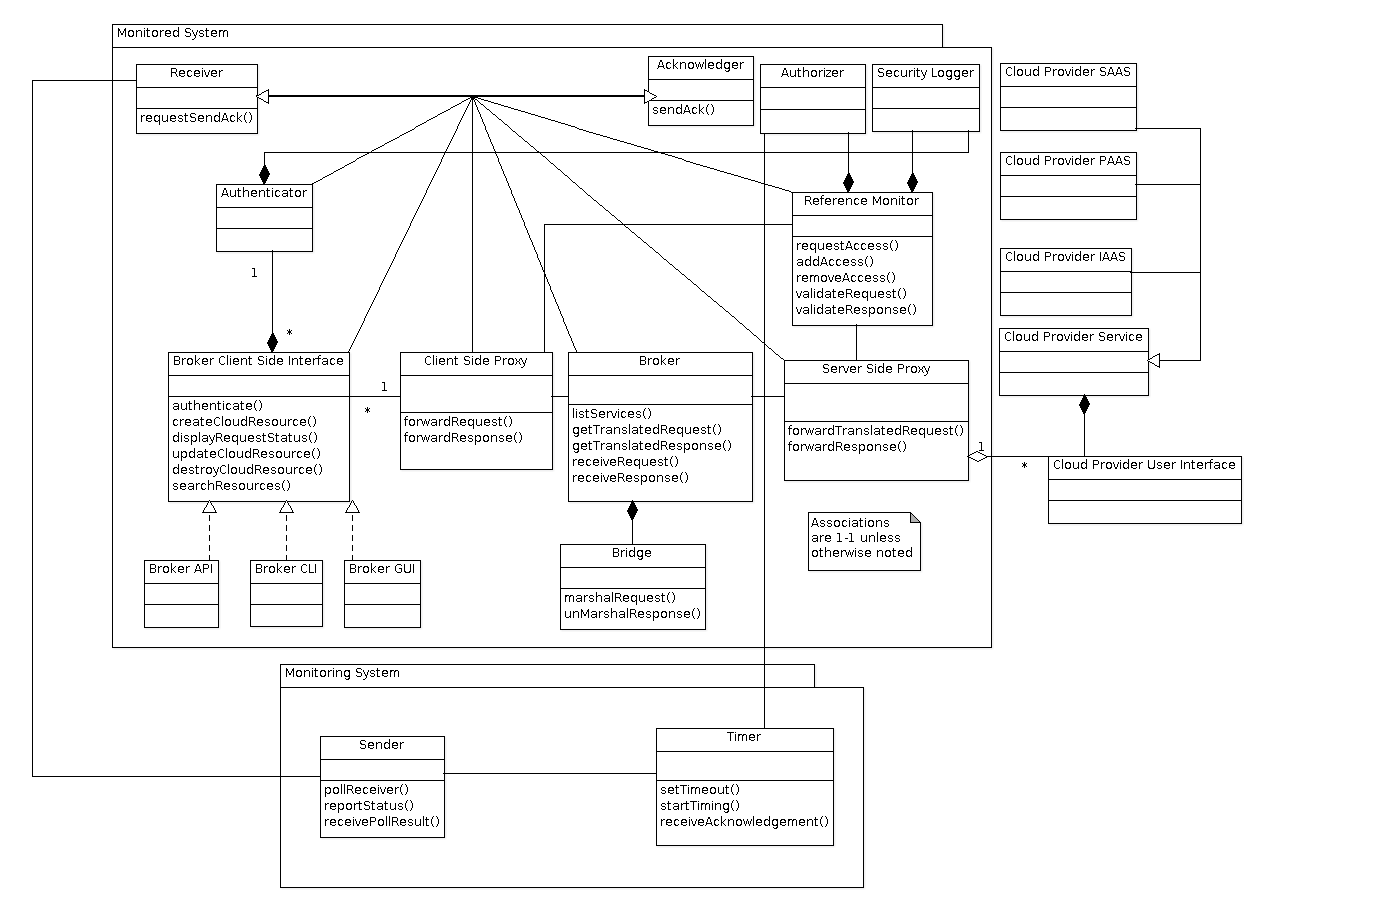 Monitored System
Receiver
requestSendAck()
Acknowledger
sendAck()
Authorizer
Security Logger
Cloud Provider SAAS
Cloud Provider PAAS
Cloud Provider IAAS
Cloud Provider Service
Authenticator
1
*
Reference Monitor
requestAccess()
addAccess()
removeAccess()
validateRequest()
validateResponse()
Broker Client Side Interface
authenticate()
createCloudResource()
displayRequestStatus()
updateCloudResource()
destroyCloudResource()
searchResources()
1
*
Client Side Proxy
forwardRequest()
forwardResponse()
Broker
listServices()
getTranslatedRequest()
getTranslatedResponse()
receiveRequest()
receiveResponse()
Server Side Proxy
forwardTranslatedRequest()
forwardResponse()
1
*
Cloud Provider User Interface
Associations
are 1-1 unless
otherwise noted
Broker API
Broker CLI
Broker GUI
Bridge
marshalRequest()
unMarshalResponse()
Monitoring System
Sender
pollReceiver()
reportStatus()
receivePollResult()
Timer
setTimeout()
startTiming()
receiveAcknowledgement()